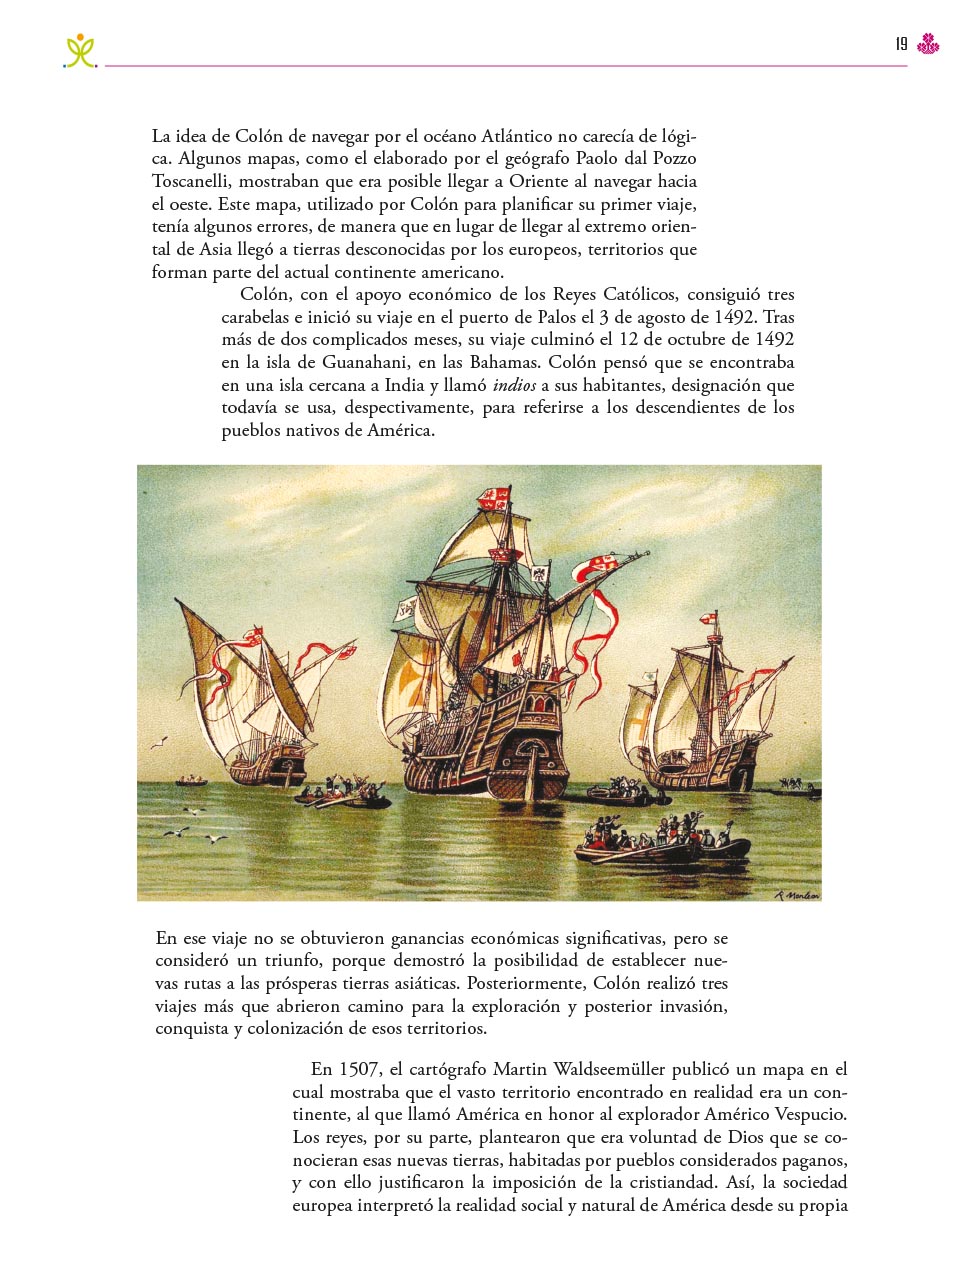 19
La idea de Colón de navegar por el océano Atlántico no carecía de lógi-
ca. Algunos mapas, como el elaborado por el geógrafo Paolo dal Pozzo
Toscanelli, mostraban que era posible llegar a Oriente al navegar hacia
el oeste. Este mapa, utilizado por Colón para planificar su primer viaje,
tenía algunos errores, de manera que en lugar de llegar al extremo orien-
tal de Asia llegó a tierras desconocidas por los europeos, territorios que
forman parte del actual continente americano.
Colón, con el apoyo económico de los Reyes Católicos, consiguió tres
carabelas e inició su viaje en el puerto de Palos el 3 de agosto de 1492. Tras
más de dos complicados meses, su viaje culminó el 12 de octubre de 1492
en la isla de Guanahani, en las Bahamas. Colón pensó que se encontraba
en una isla cercana a India y llamó indios a sus habitantes, designación que
todavía se usa, despectivamente, para referirse a los descendientes de los
pueblos nativos de América.
En ese viaje no se obtuvieron ganancias económicas significativas, pero se
consideró un triunfo, porque demostró la posibilidad de establecer nue-
vas rutas a las prósperas tierras asiáticas. Posteriormente, Colón realizó tres
viajes más que abrieron camino para la exploración y posterior invasión,
conquista y colonización de esos territorios.
En 1507, el cartógrafo Martin Waldseemüller publicó un mapa en el
cual mostraba que el vasto territorio encontrado en realidad era un con-
tinente, al que llamó América en honor al explorador Américo Vespucio.
Los reyes, por su parte, plantearon que era voluntad de Dios que se co-
nocieran esas nuevas tierras, habitadas por pueblos considerados paganos,
y con ello justificaron la imposición de la cristiandad. Así, la sociedad
europea interpretó la realidad social y natural de América desde su propia